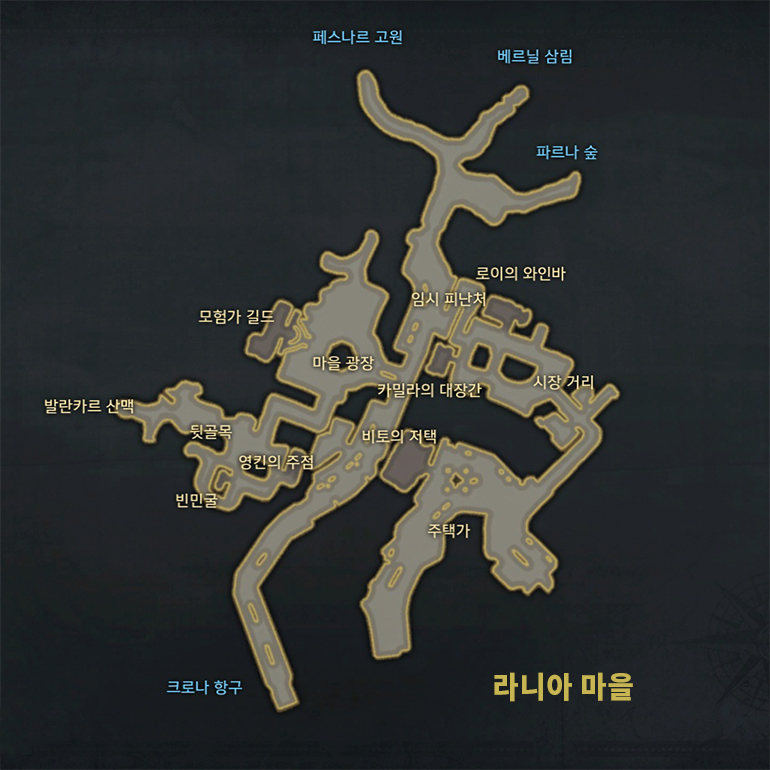 페스나르 고원
베르닐 삼림
파르나 숲
로이의 와인바
임시 피난처
모험가 길드
마을 광장
시장 거리
카밀라의 대장간
발란카르 산맥
뒷골목
비토의 저택
영킨의 주점
빈민굴
주택가
크로나 항구
라니아 마을